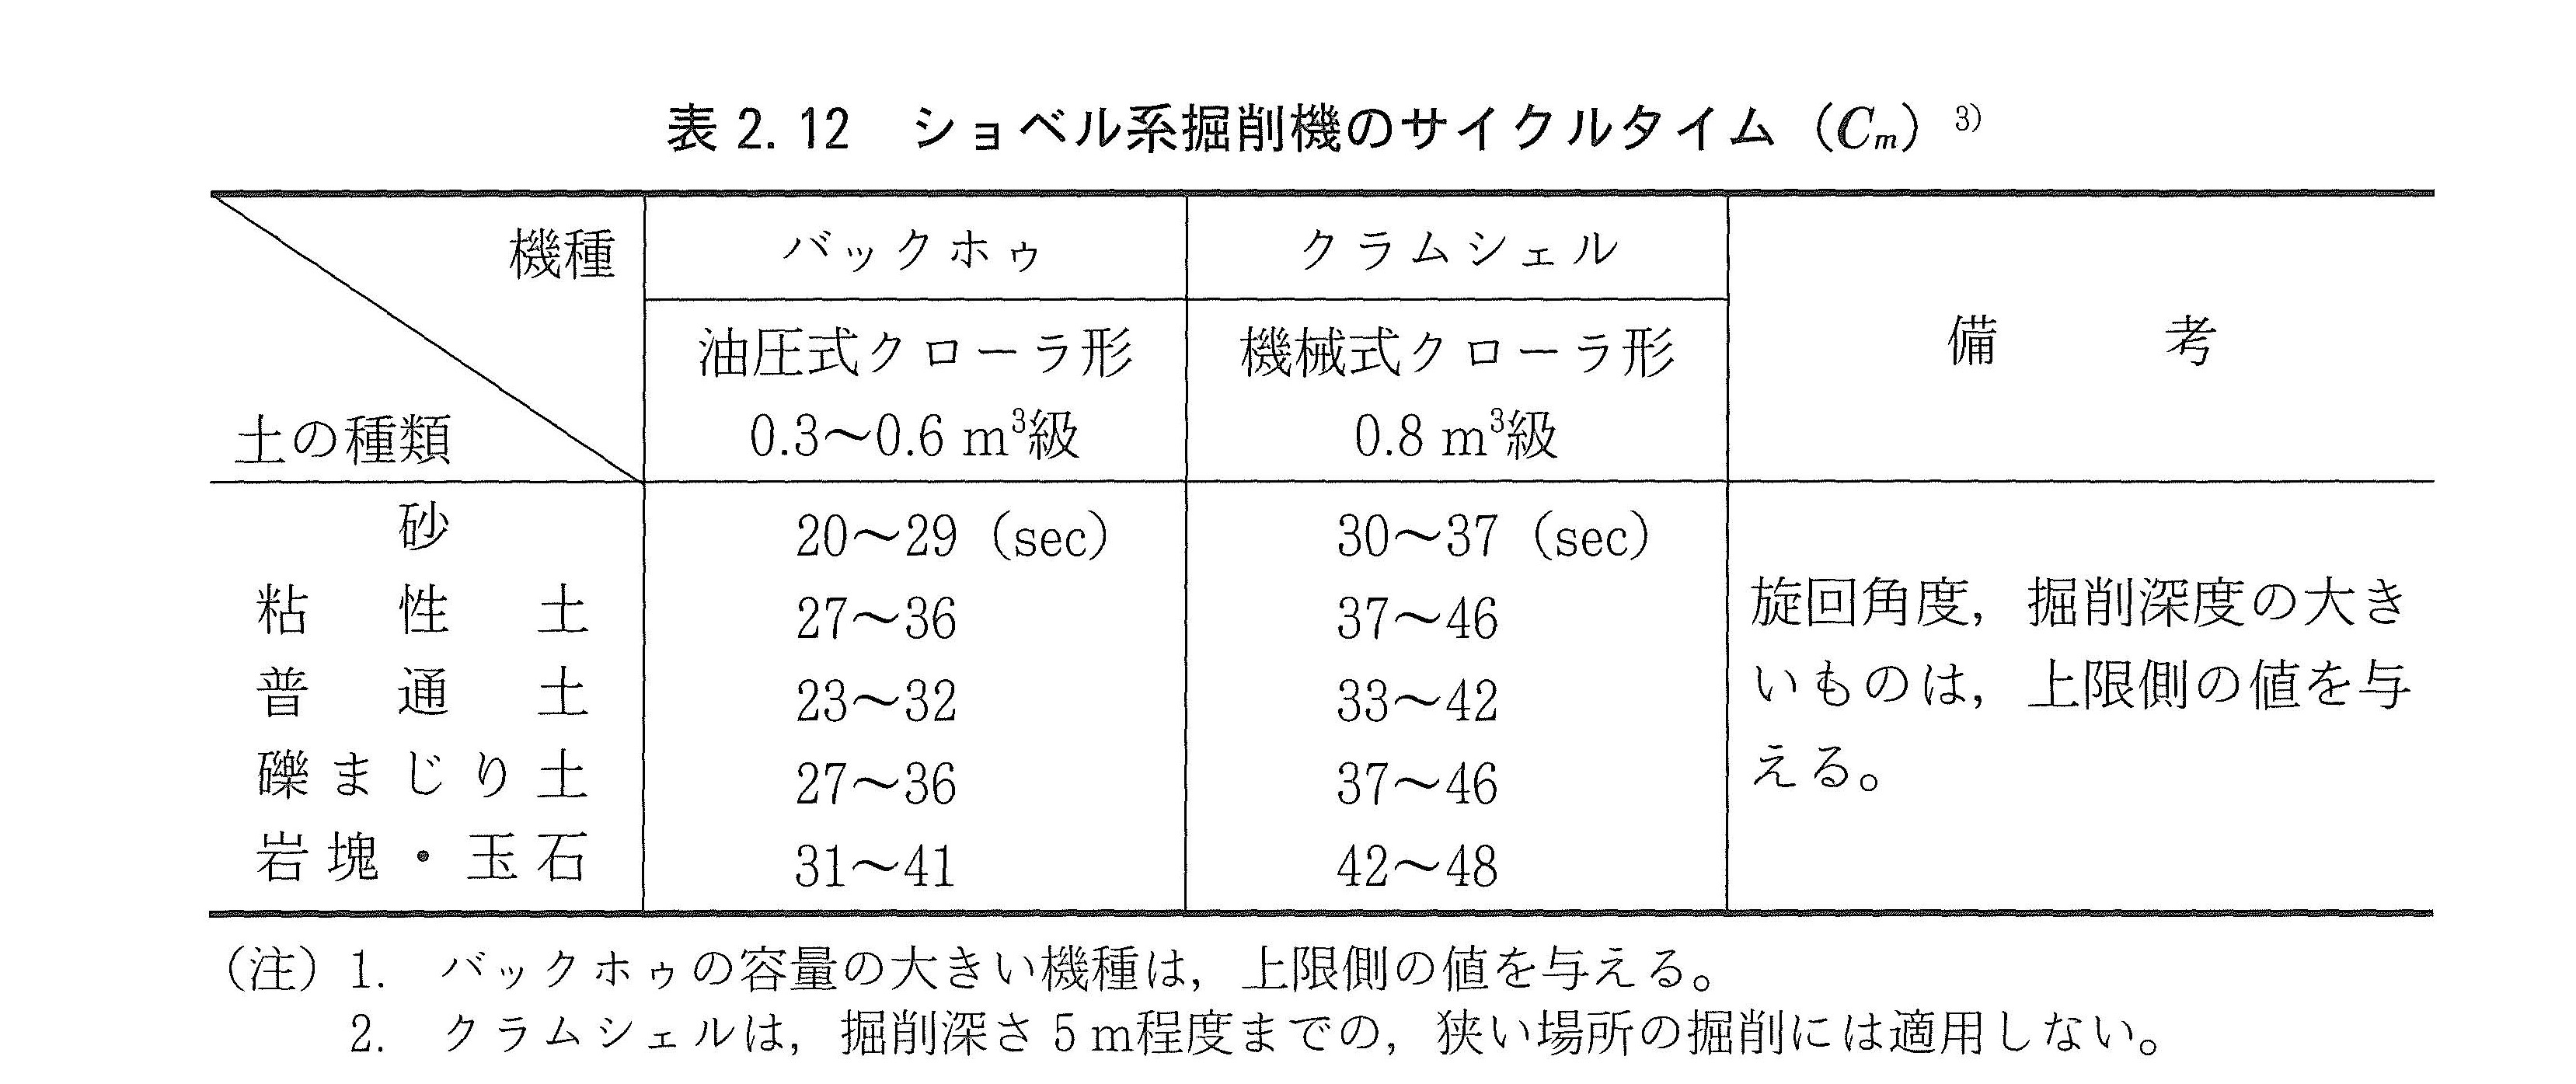 表 2. 12 ショベル系掘削機のサイクルタイム（Cm）3)
機種 バックホゥ クラムシェル 備考
油圧式クローラ形 機械式クローラ形
土の種類 0.3～0.6 m³級 0.8 m³級
砂 20～29（sec） 30～37（sec）
粘性土 27～36 37～46
普通土 23～32 33～42
礫まじり土 27～36 37～46
岩塊・玉石 31～41 42～48
旋回角度，掘削深度の大き
いものは，上限側の値を与
える。
（注）1. バックホゥの容量の大きい機種は，上限側の値を与える。
2. クラムシェルは，掘削深さ 5 m程度までの，狭い場所の掘削には適用しない。